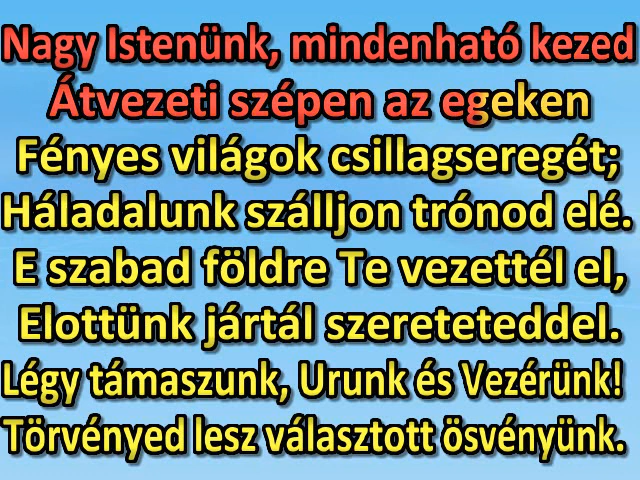 Nagy Istenünk, mindenható kezed
Átvezeti szépen az egeken
Fényes világok csillagseregét;
Háladalunk szálljon trónod elé.
E szabad földre Te vezettél el,
Elottünk jártál szereteteddel.
Légy támaszunk, Urunk és Vezérünk!
Törvényed lesz választott ösvényünk.